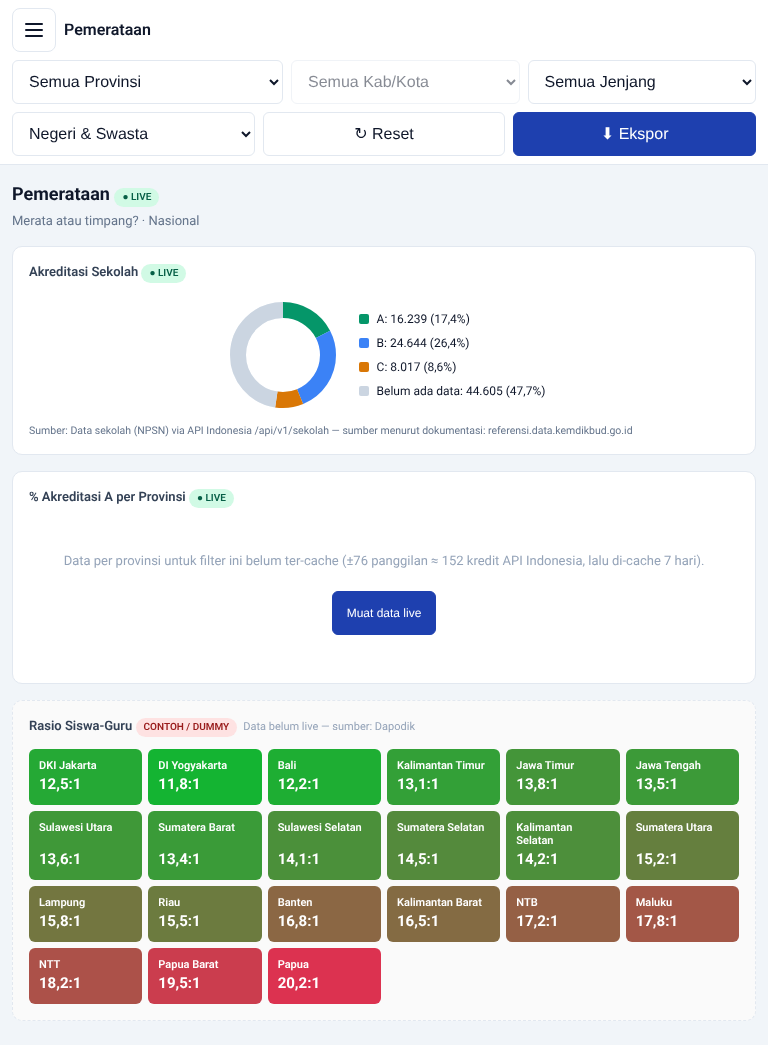 Pemerataan
Semua Provinsi
Semua Kab/Kota
Semua Jenjang
Negeri & Swasta
↻ Reset
⬇ Ekspor
Pemerataan ● LIVE
Merata atau timpang? · Nasional
Akreditasi Sekolah ● LIVE
A: 16.239 (17,4%)
B: 24.644 (26,4%)
C: 8.017 (8,6%)
Belum ada data: 44.605 (47,7%)
Sumber: Data sekolah (NPSN) via API Indonesia /api/v1/sekolah — sumber menurut dokumentasi: referensi.data.kemdikbud.go.id
% Akreditasi A per Provinsi ● LIVE
Data per provinsi untuk filter ini belum ter-cache (±76 panggilan ≈ 152 kredit API Indonesia, lalu di-cache 7 hari).
Muat data live
Rasio Siswa-Guru CONTOH / DUMMY Data belum live — sumber: Dapodik
DKI Jakarta
12,5:1
DI Yogyakarta
11,8:1
Bali
12,2:1
Kalimantan Timur
13,1:1
Jawa Timur
13,8:1
Jawa Tengah
13,5:1
Sulawesi Utara
13,6:1
Sumatera Barat
13,4:1
Sulawesi Selatan
14,1:1
Sumatera Selatan
14,5:1
Kalimantan
Selatan
14,2:1
Sumatera Utara
15,2:1
Lampung
15,8:1
Riau
15,5:1
Banten
16,8:1
Kalimantan Barat
16,5:1
NTB
17,2:1
Maluku
17,8:1
NTT
18,2:1
Papua Barat
19,5:1
Papua
20,2:1